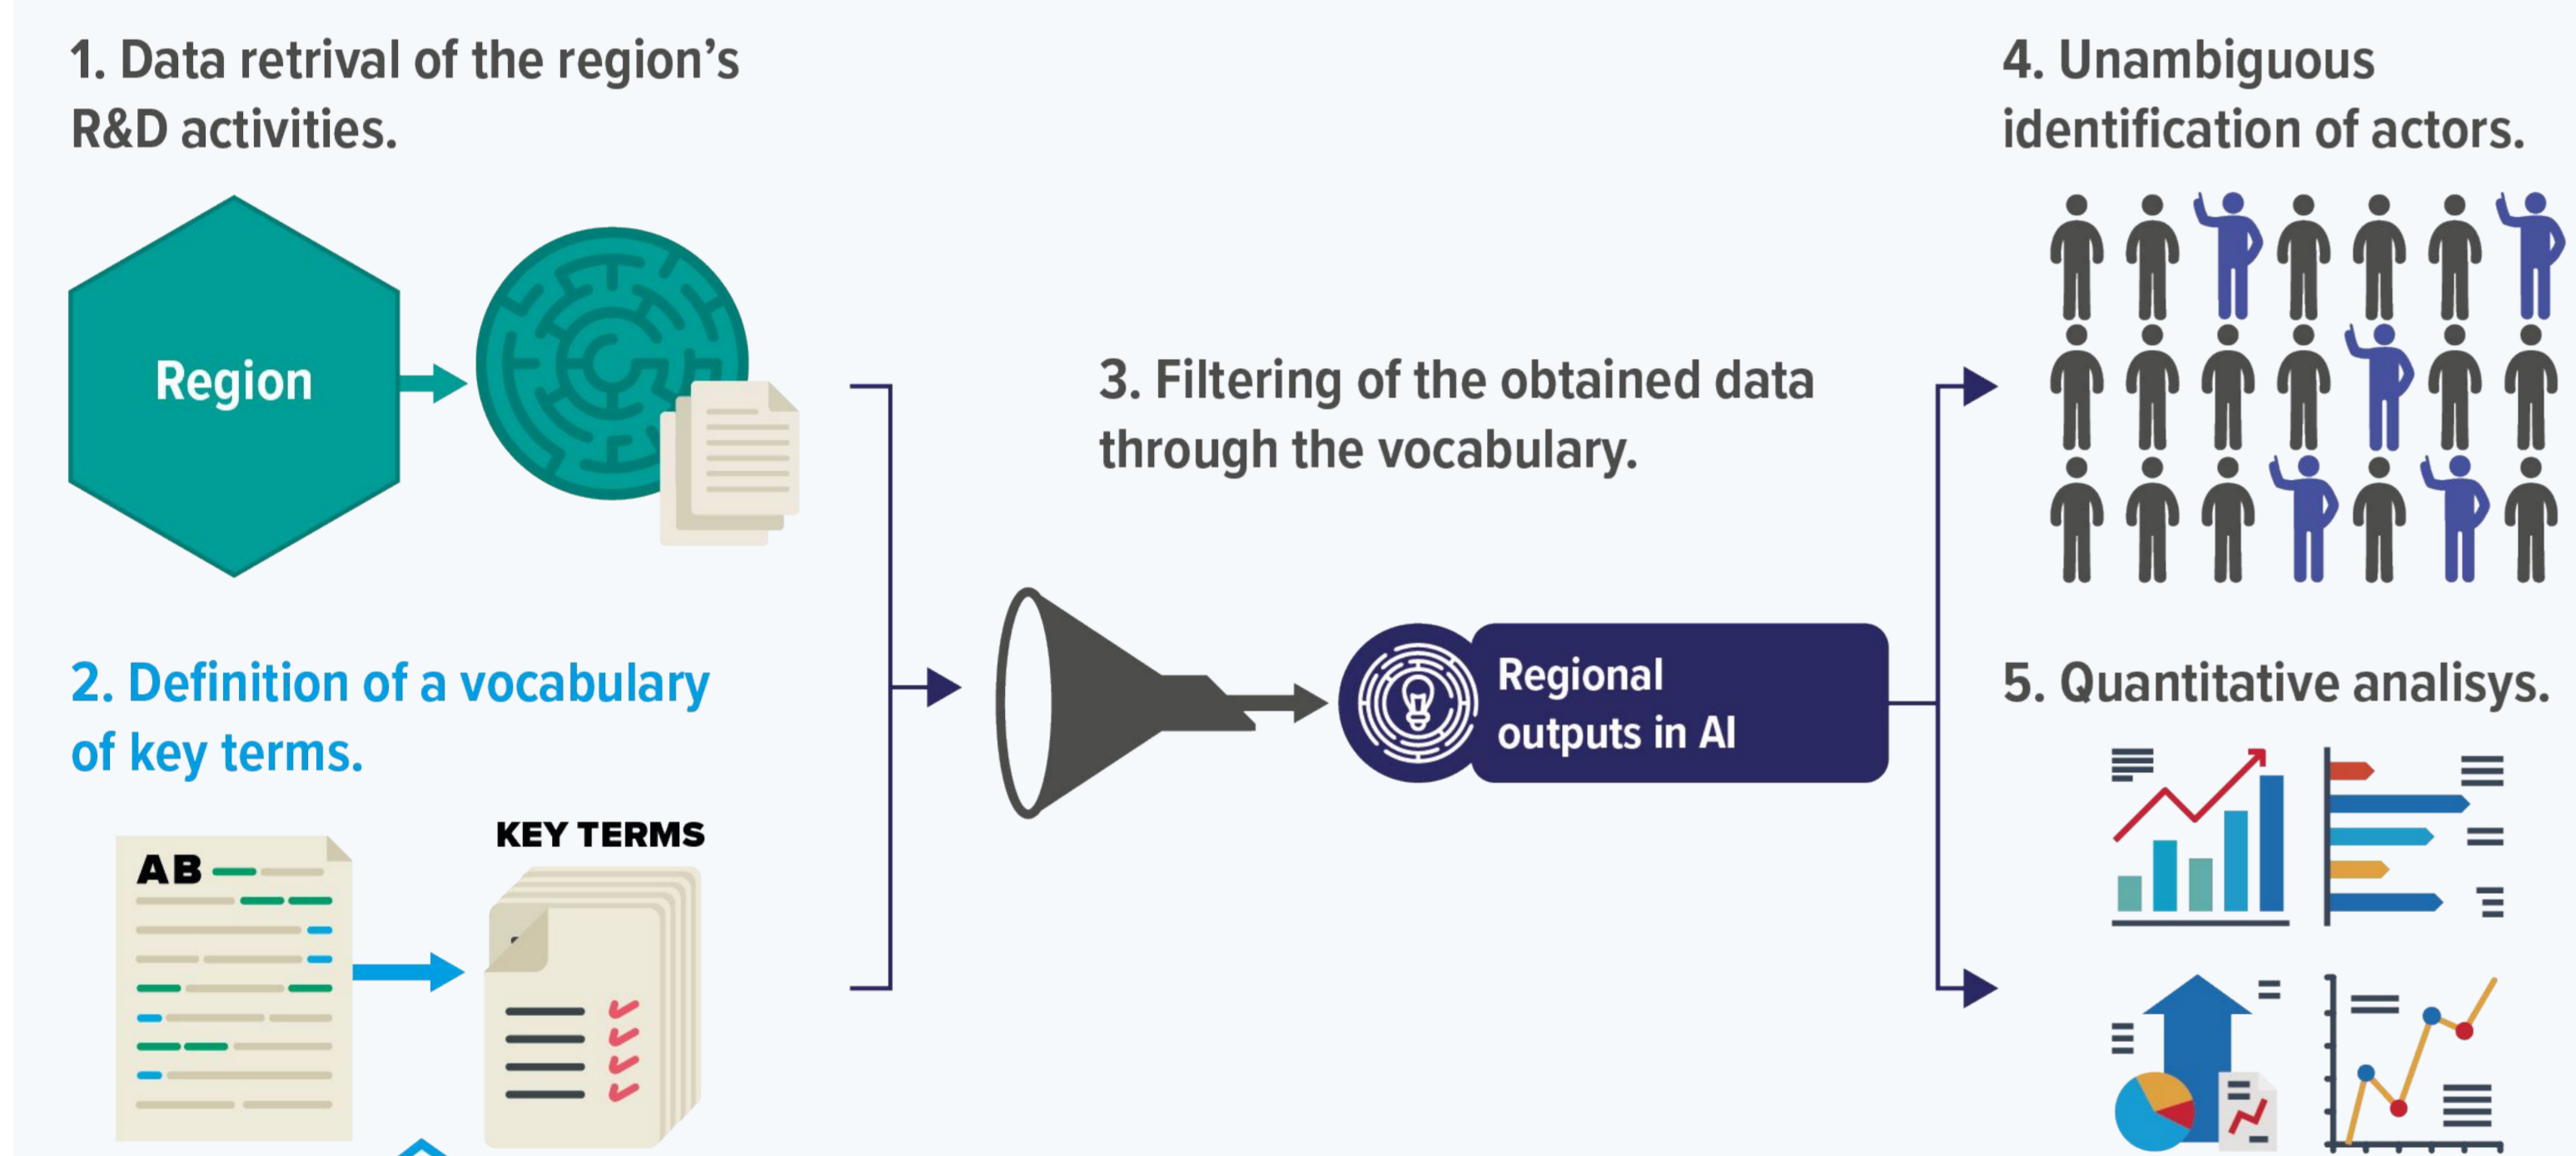 1. Data retrival of the region's
R&D activities.
Region
2. Definition of a vocabulary
of key terms.
AB
KEY TERMS
3. Filtering of the obtained data
through the vocabulary.
Regional
outputs in AI
4. Unambiguous
identification of actors.
5. Quantitative analisys.